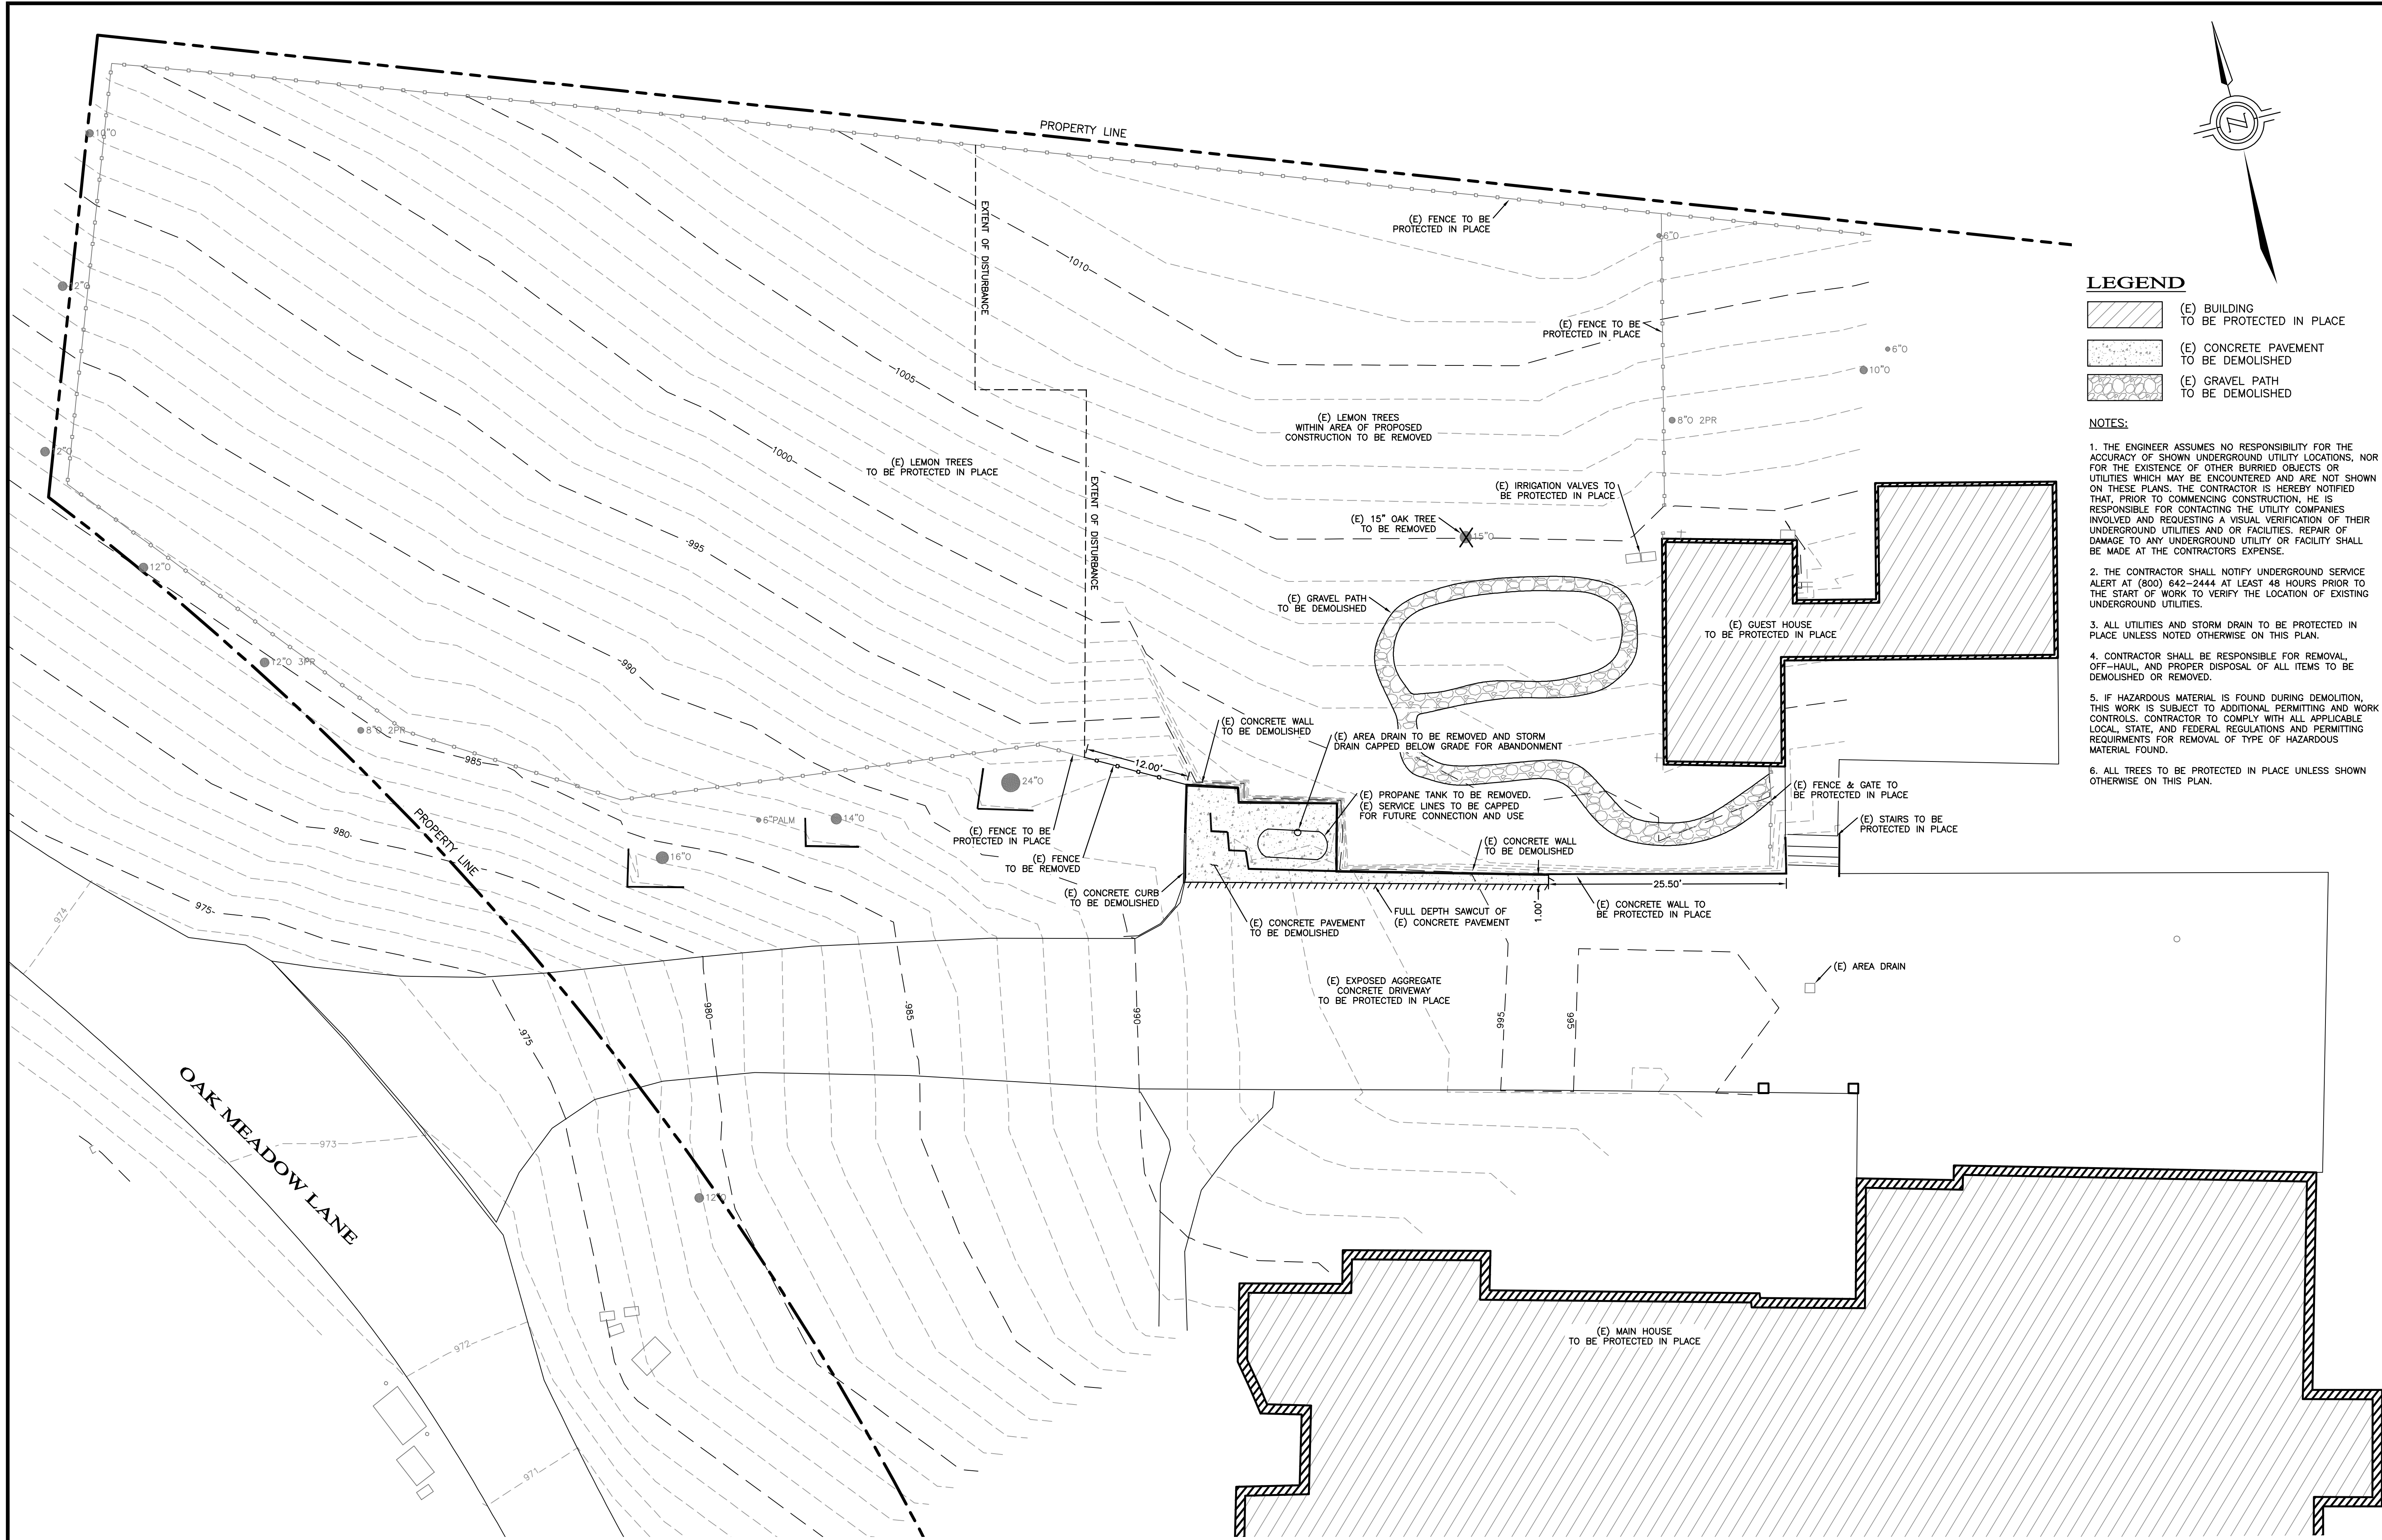 PROPERTY LINE
N
10"O
EXTENT OF DISTURBANCE
(E) FENCE TO BE
PROTECTED IN PLACE
6"O
-1010-
LEGEND
(E) BUILDING
TO BE PROTECTED IN PLACE
(E) CONCRETE PAVEMENT
TO BE DEMOLISHED
(E) GRAVEL PATH
TO BE DEMOLISHED
(E) FENCE TO BE
PROTECTED IN PLACE
6"O
10"O
-1005-
(E) LEMON TREES
WITHIN AREA OF PROPOSED
CONSTRUCTION TO BE REMOVED
8"O 2PR
-1000-
(E) LEMON TREES
TO BE PROTECTED IN PLACE
EXTENT OF DISTURBANCE
(E) IRRIGATION VALVES TO
BE PROTECTED IN PLACE
(E) 15" OAK TREE
TO BE REMOVED
15"O
-995-
12"O
NOTES:
1. THE ENGINEER ASSUMES NO RESPONSIBILITY FOR THE
ACCURACY OF SHOWN UNDERGROUND UTILITY LOCATIONS, NOR
FOR THE EXISTENCE OF OTHER BURRIED OBJECTS OR
UTILITIES WHICH MAY BE ENCOUNTERED AND ARE NOT SHOWN
ON THESE PLANS. THE CONTRACTOR IS HEREBY NOTIFIED
THAT, PRIOR TO COMMENCING CONSTRUCTION, HE IS
RESPONSIBLE FOR CONTACTING THE UTILITY COMPANIES
INVOLVED AND REQUESTING A VISUAL VERIFICATION OF THEIR
UNDERGROUND UTILITIES AND OR FACILITIES. REPAIR OF
DAMAGE TO ANY UNDERGROUND UTILITY OR FACILITY SHALL
BE MADE AT THE CONTRACTORS EXPENSE.
2. THE CONTRACTOR SHALL NOTIFY UNDERGROUND SERVICE
ALERT AT (800) 642-2444 AT LEAST 48 HOURS PRIOR TO
THE START OF WORK TO VERIFY THE LOCATION OF EXISTING
UNDERGROUND UTILITIES.
3. ALL UTILITIES AND STORM DRAIN TO BE PROTECTED IN
PLACE UNLESS NOTED OTHERWISE ON THIS PLAN.
4. CONTRACTOR SHALL BE RESPONSIBLE FOR REMOVAL,
OFF-HAUL, AND PROPER DISPOSAL OF ALL ITEMS TO BE
DEMOLISHED OR REMOVED.
5. IF HAZARDOUS MATERIAL IS FOUND DURING DEMOLITION,
THIS WORK IS SUBJECT TO ADDITIONAL PERMITTING AND WORK
CONTROLS. CONTRACTOR TO COMPLY WITH ALL APPLICABLE
LOCAL, STATE, AND FEDERAL REGULATIONS AND PERMITTING
REQUIRMENTS FOR REMOVAL OF TYPE OF HAZARDOUS
MATERIAL FOUND.
6. ALL TREES TO BE PROTECTED IN PLACE UNLESS SHOWN
OTHERWISE ON THIS PLAN.
(E) GRAVEL PATH
TO BE DEMOLISHED
(E) GUEST HOUSE
TO BE PROTECTED IN PLACE
12"O 3PR
-990-
8"O 2PR
(E) CONCRETE WALL
TO BE DEMOLISHED
(E) AREA DRAIN TO BE REMOVED AND STORM
DRAIN CAPPED BELOW GRADE FOR ABANDONMENT
985-
12.00'
24"O
(E) PROPANE TANK TO BE REMOVED.
(E) SERVICE LINES TO BE CAPPED
FOR FUTURE CONNECTION AND USE
(E) FENCE & GATE TO
BE PROTECTED IN PLACE
(E) STAIRS TO BE
PROTECTED IN PLACE
6"PALM
14"O
980-
PROPERTY LINE
(E) FENCE TO BE
PROTECTED IN PLACE
(E) FENCE
TO BE REMOVED
16"O
(E) CONCRETE WALL
TO BE DEMOLISHED
25.50'
(E) CONCRETE CURB
TO BE DEMOLISHED
975-
974
1.00'
(E) CONCRETE WALL TO
BE PROTECTED IN PLACE
FULL DEPTH SAWCUT OF
(E) CONCRETE PAVEMENT
(E) CONCRETE PAVEMENT
TO BE DEMOLISHED
(E) AREA DRAIN
(E) EXPOSED AGGREGATE
CONCRETE DRIVEWAY
TO BE PROTECTED IN PLACE
-975
-980
-985
-990
995
995
OAK MEADOW LANE
973
12"O
972
(E) MAIN HOUSE
TO BE PROTECTED IN PLACE
971